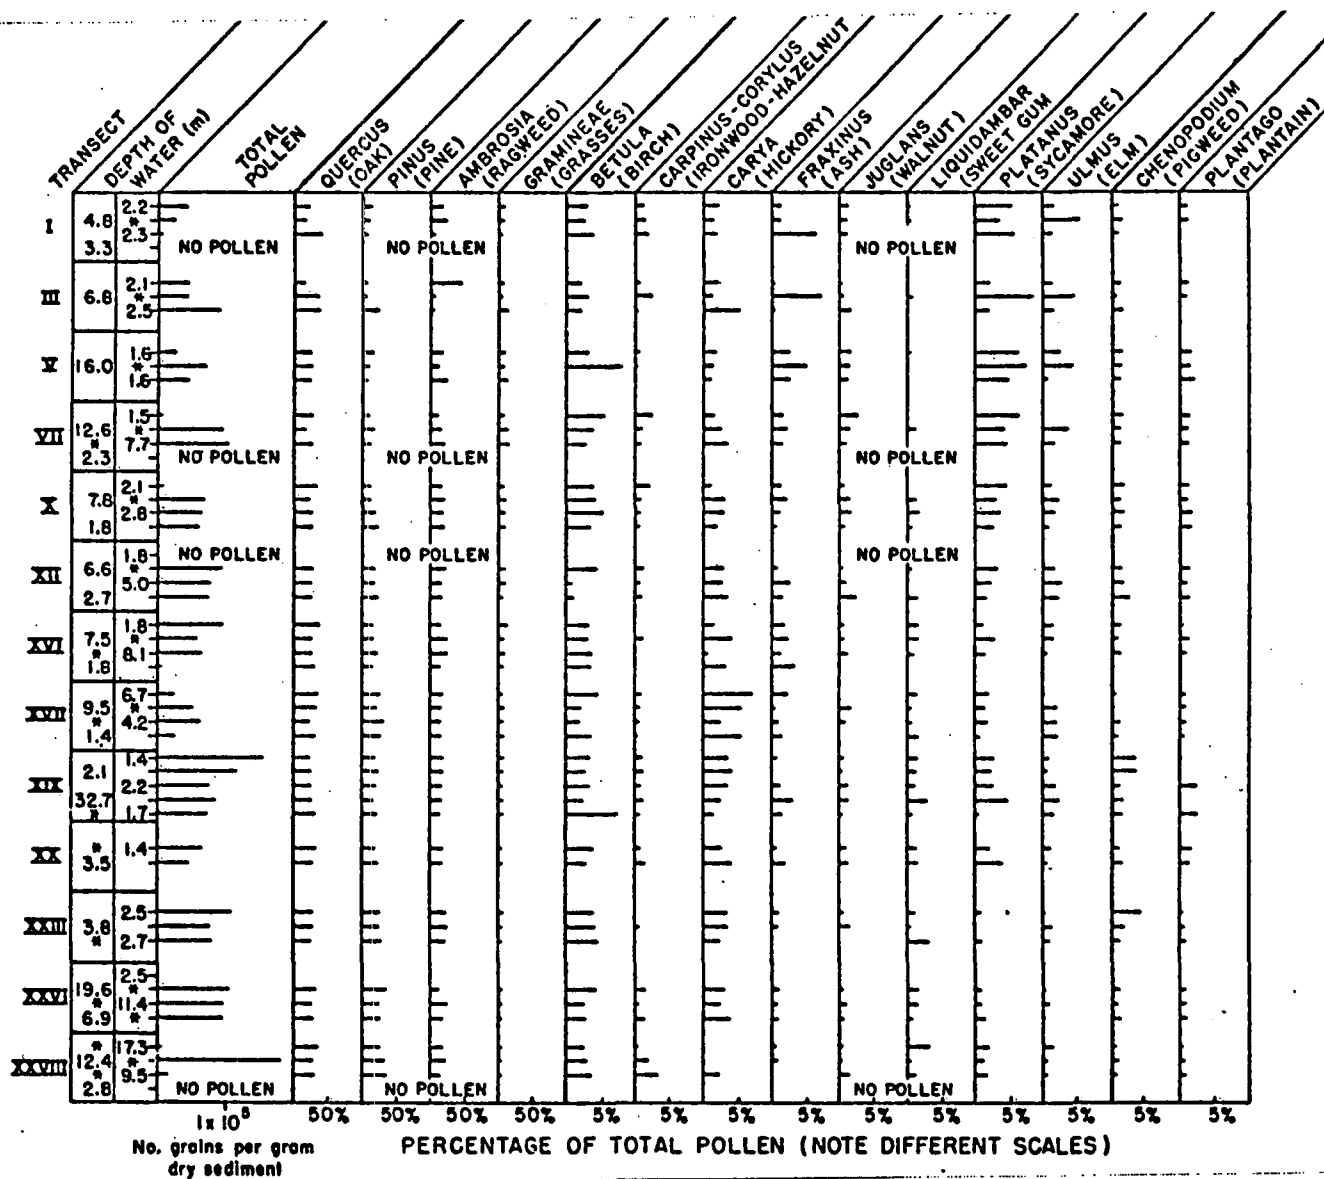 TRANSECT
DEPTH OF
WATER (m)
TOTAL
POLLEN
QUERCUS
(OAK)
PINUS
(PINE)
AMBROSIA
(RAGWEED)
GRAMINEAE
(GRASSES)
BETULA
(BIRCH)
CARPINUS-CORYLUS
(IRONWOOD-HAZELNUT
CARYA
(HICKORY)
FRAXINUS
(ASH)
JUGLANS
(WALNUT)
LIQUIDAMBAR
(SWEET GUM
PLATANUS
(SYCAMORE)
ULMUS
(ELM)
CHENOPODIUM
(PIGWEED)
PLANTAGO
(PLANTAIN)
2.2
I 4.8 *
2.3
3.3 NO POLLEN NO POLLEN NO POLLEN
2.1
III 6.8 *
2.5
1.6
V 16.0 *
1.6
1.5
VII 12.6 *
* 7.7
2.3 NO POLLEN NO POLLEN NO POLLEN
2.1
X 7.8 *
2.8
1.8
1.8 NO POLLEN NO POLLEN NO POLLEN
XII 6.6 *
5.0
2.7
1.8
XVI 7.5 *
* 8.1
1.8
6.7
XVII 9.5 *
* 4.2
1.4
1.4
2.1
XIX 2.2
32.7
* 1.7
XX * 1.4
3.5
2.5
XXIII 3.8
* 2.7
2.5
XXVI 19.6 *
* 11.4
6.9 *
* 17.3
XXVIII 12.4 *
* 9.5
2.8 NO POLLEN NO POLLEN NO POLLEN
1x10⁵ 50% 50% 50% 50% 5% 5% 5% 5% 5% 5% 5% 5% 5% 5%
No. grains per gram
dry sediment
PERCENTAGE OF TOTAL POLLEN (NOTE DIFFERENT SCALES)